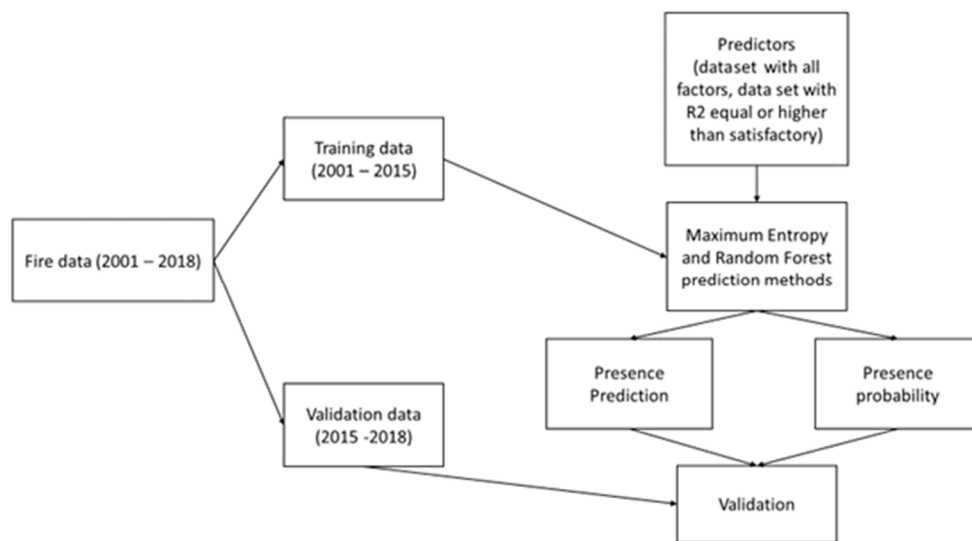 Predictors
(dataset with all
factors, data set with
R2 equal or higher
than satisfactory)
Training data
(2001 – 2015)
Fire data (2001 – 2018)
Maximum Entropy
and Random Forest
prediction methods
Presence
Prediction
Presence
probability
Validation data
(2015 -2018)
Validation